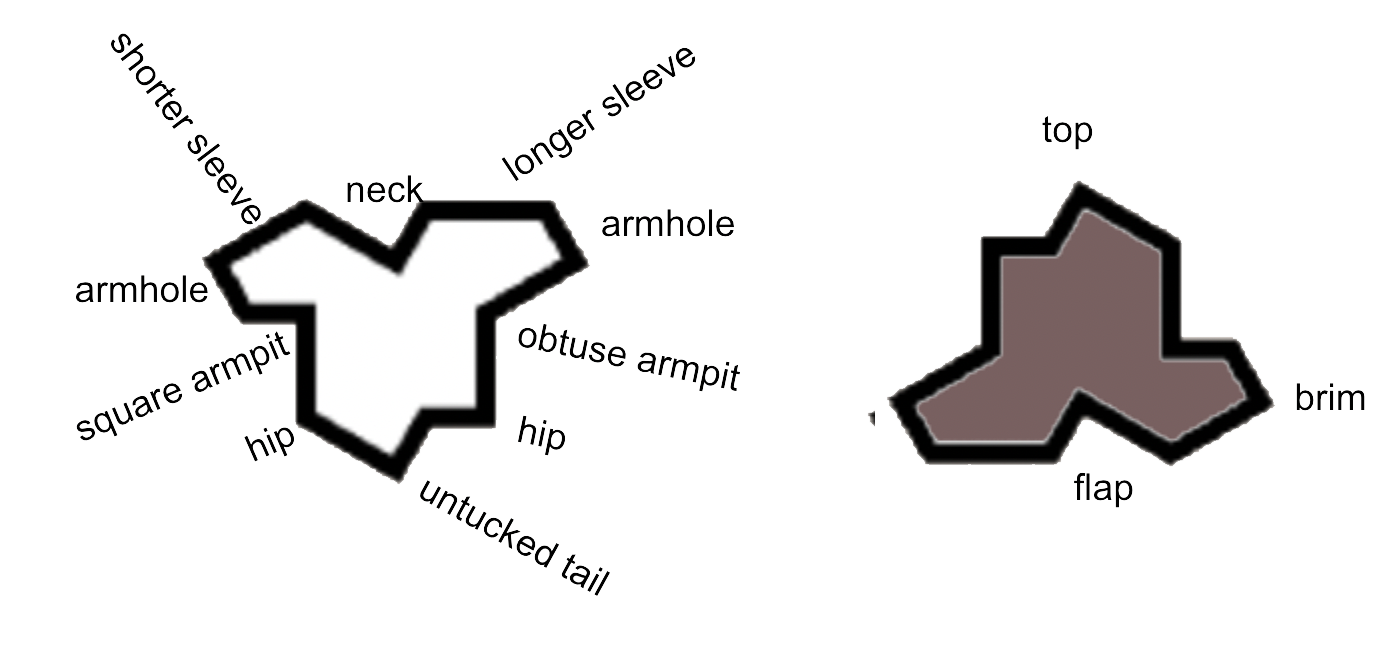 shorter sleeve
neck
longer sleeve
armhole
armhole
square armpit
obtuse armpit
hip
hip
untucked tail
top
brim
flap